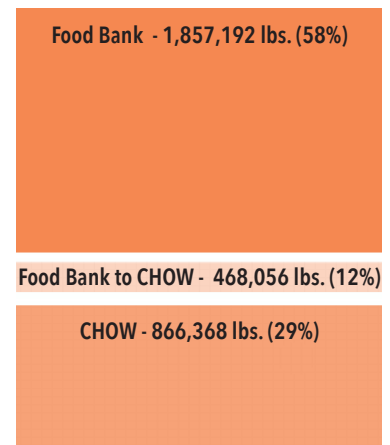 Food Bank - 1,857,192 lbs. (58%)
Food Bank to CHOW - 468,056 lbs. (12%)
CHOW - 866,368 lbs. (29%)